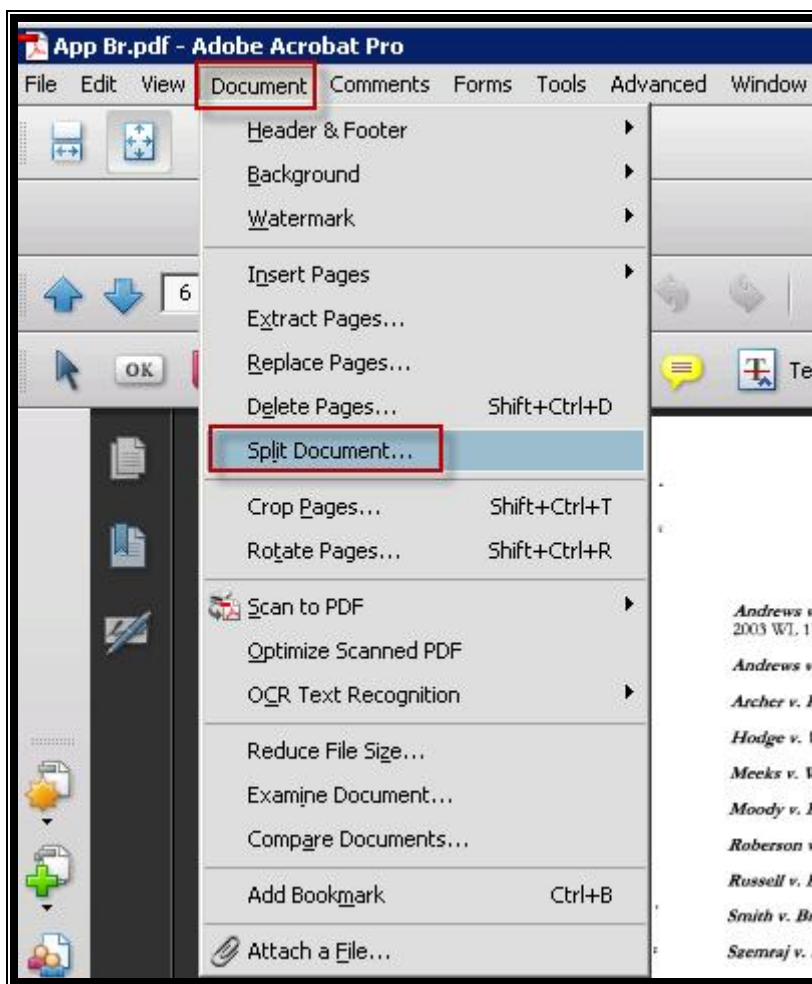 App Br.pdf - Adobe Acrobat Pro
File Edit View Document Comments Forms Tools Advanced Window
Header & Footer
Background
Watermark
Insert Pages
6
Extract Pages...
OK
Replace Pages...
Delete Pages... Shift+Ctrl+D
Split Document...
Crop Pages... Shift+Ctrl+T
Rotate Pages... Shift+Ctrl+R
Scan to PDF
Optimize Scanned PDF
OCR Text Recognition
Reduce File Size...
Examine Document...
Compare Documents...
Add Bookmark Ctrl+B
Attach a File...
Andrews
2003 WL 1
Andrews v
Archer v.
Hodge v.
Meeks v.
Moody v.
Roberson
Russell v.
Smith v.
Szemraj v.